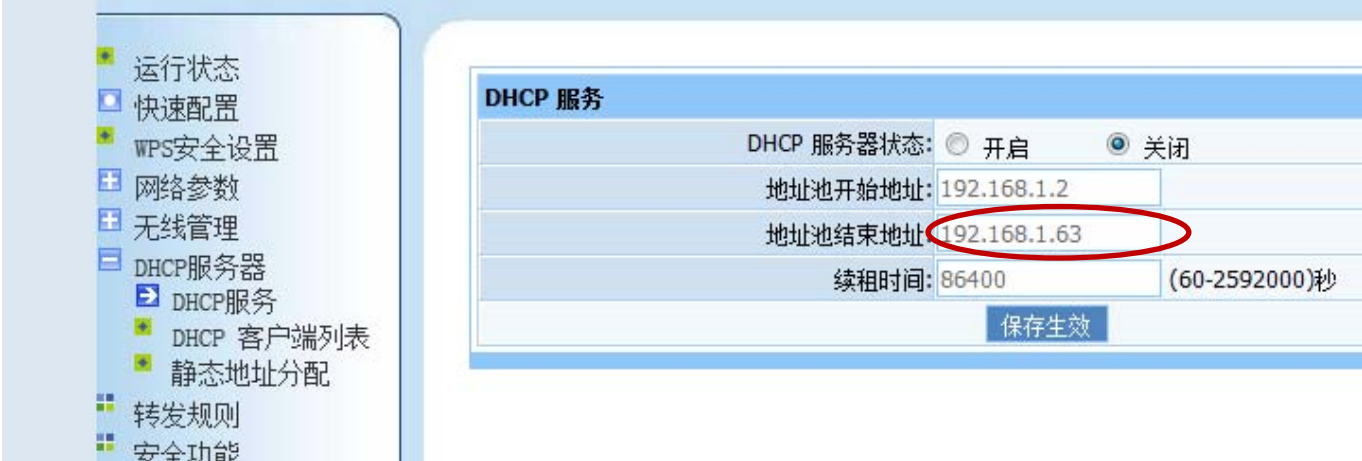 运行状态
快速配置
WPS安全设置
网络参数
无线管理
DHCP服务器
DHCP服务
DHCP 客户端列表
静态地址分配
转发规则
安全功能
DHCP 服务
DHCP 服务器状态: 开启 关闭
地址池开始地址: 192.168.1.2
地址池结束地址: 192.168.1.63
续租时间: 86400 (60-2592000)秒
保存生效